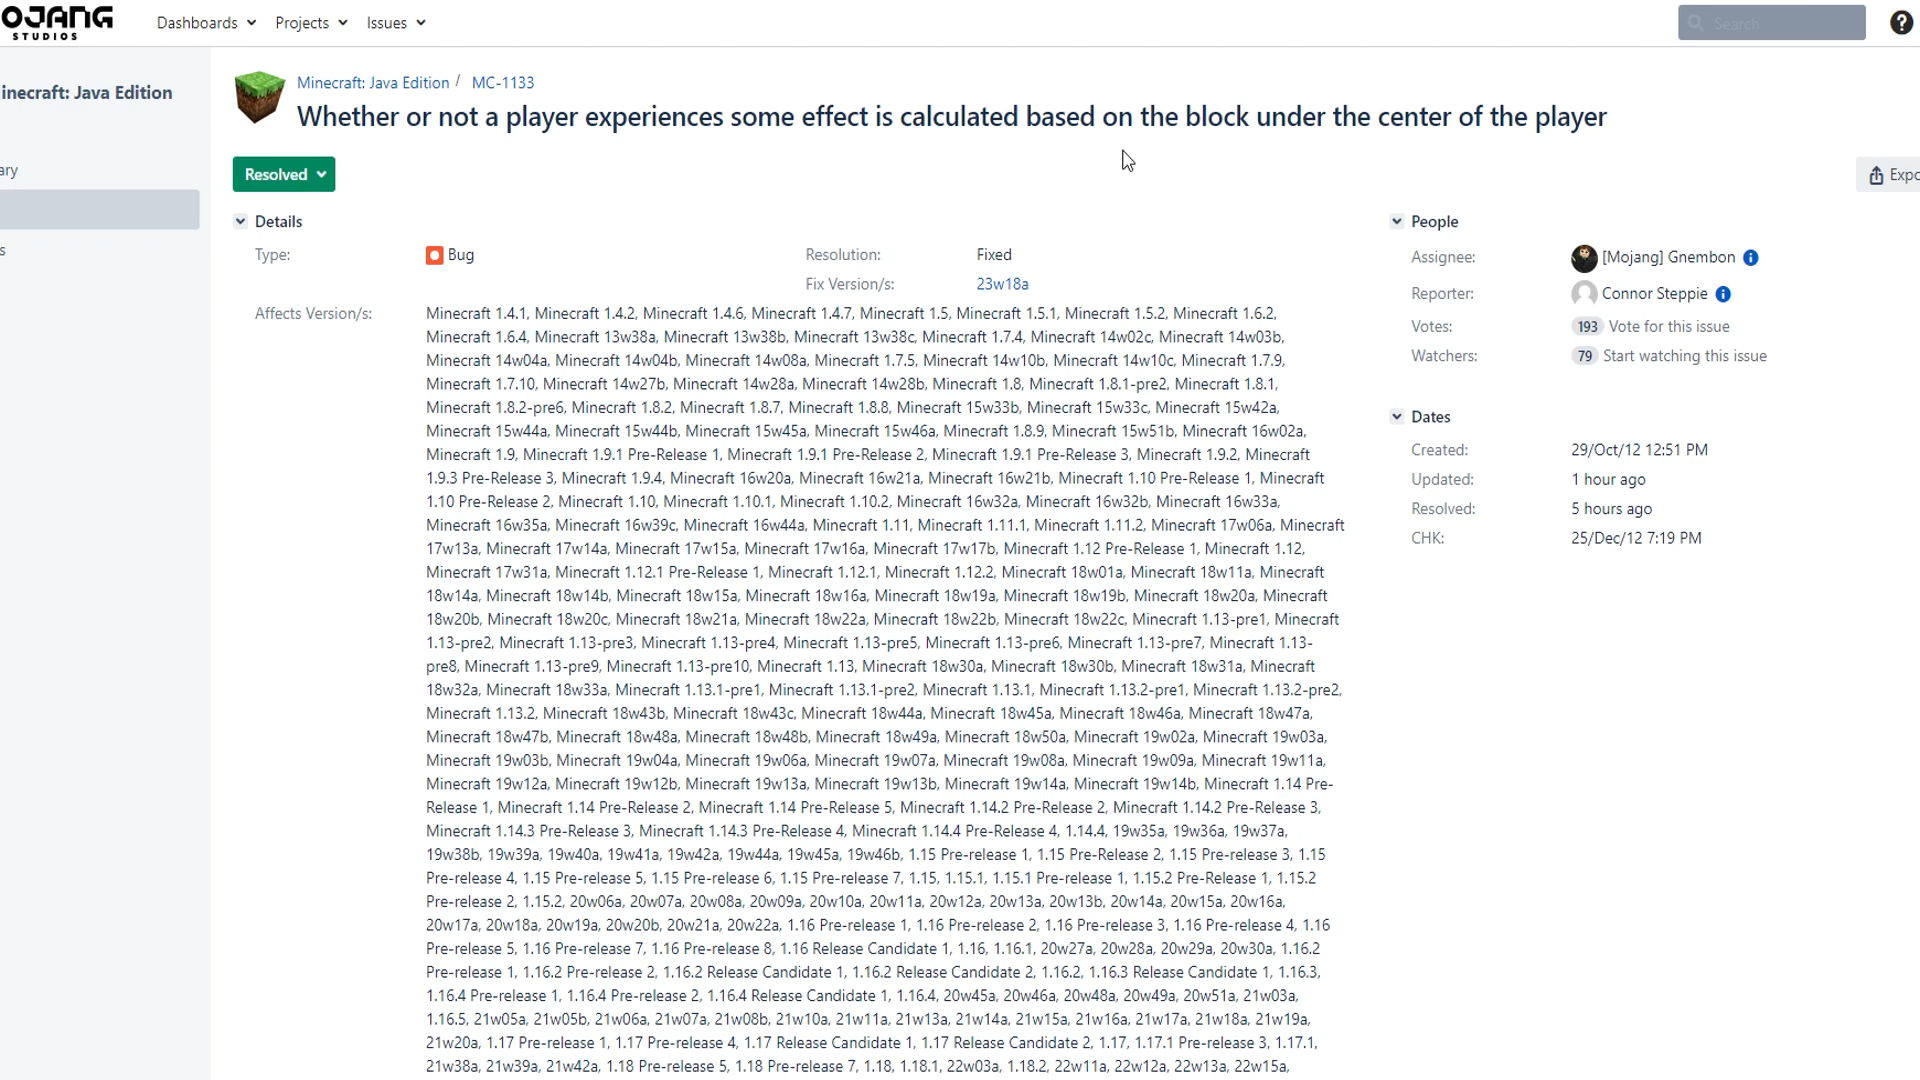 OJANG
STUDIOS
Dashboards
Projects
Issues
Search
?
inecraft: Java Edition
ary
s
Minecraft: Java Edition / MC-1133
Whether or not a player experiences some effect is calculated based on the block under the center of the player
Resolved
Expo
Details
Type:
Bug
Resolution:
Fixed
Fix Version/s:
23w18a
Affects Version/s:
Minecraft 1.4.1, Minecraft 1.4.2, Minecraft 1.4.6, Minecraft 1.4.7, Minecraft 1.5, Minecraft 1.5.1, Minecraft 1.5.2, Minecraft 1.6.2,
Minecraft 1.6.4, Minecraft 13w38a, Minecraft 13w38b, Minecraft 13w38c, Minecraft 1.7.4, Minecraft 14w02c, Minecraft 14w03b,
Minecraft 14w04a, Minecraft 14w04b, Minecraft 14w08a, Minecraft 1.7.5, Minecraft 14w10b, Minecraft 14w10c, Minecraft 1.7.9,
Minecraft 1.7.10, Minecraft 14w27b, Minecraft 14w28a, Minecraft 14w28b, Minecraft 1.8, Minecraft 1.8.1-pre2, Minecraft 1.8.1,
Minecraft 1.8.2-pre6, Minecraft 1.8.2, Minecraft 1.8.7, Minecraft 1.8.8, Minecraft 15w33b, Minecraft 15w33c, Minecraft 15w42a,
Minecraft 15w44a, Minecraft 15w44b, Minecraft 15w45a, Minecraft 15w46a, Minecraft 1.8.9, Minecraft 15w51b, Minecraft 16w02a,
Minecraft 1.9, Minecraft 1.9.1 Pre-Release 1, Minecraft 1.9.1 Pre-Release 2, Minecraft 1.9.1 Pre-Release 3, Minecraft 1.9.2, Minecraft
1.9.3 Pre-Release 3, Minecraft 1.9.4, Minecraft 16w20a, Minecraft 16w21a, Minecraft 16w21b, Minecraft 1.10 Pre-Release 1, Minecraft
1.10 Pre-Release 2, Minecraft 1.10, Minecraft 1.10.1, Minecraft 1.10.2, Minecraft 16w32a, Minecraft 16w32b, Minecraft 16w33a,
Minecraft 16w35a, Minecraft 16w39c, Minecraft 16w44a, Minecraft 1.11, Minecraft 1.11.1, Minecraft 1.11.2, Minecraft 17w06a, Minecraft
17w13a, Minecraft 17w14a, Minecraft 17w15a, Minecraft 17w16a, Minecraft 17w17b, Minecraft 1.12 Pre-Release 1, Minecraft 1.12,
Minecraft 17w31a, Minecraft 1.12.1 Pre-Release 1, Minecraft 1.12.1, Minecraft 1.12.2, Minecraft 18w01a, Minecraft 18w11a, Minecraft
18w14a, Minecraft 18w14b, Minecraft 18w15a, Minecraft 18w16a, Minecraft 18w19a, Minecraft 18w19b, Minecraft 18w20a, Minecraft
18w20b, Minecraft 18w20c, Minecraft 18w21a, Minecraft 18w22a, Minecraft 18w22b, Minecraft 18w22c, Minecraft 1.13-pre1, Minecraft
1.13-pre2, Minecraft 1.13-pre3, Minecraft 1.13-pre4, Minecraft 1.13-pre5, Minecraft 1.13-pre6, Minecraft 1.13-pre7, Minecraft 1.13-
pre8, Minecraft 1.13-pre9, Minecraft 1.13-pre10, Minecraft 1.13, Minecraft 18w30a, Minecraft 18w30b, Minecraft 18w31a, Minecraft
18w32a, Minecraft 18w33a, Minecraft 1.13.1-pre1, Minecraft 1.13.1-pre2, Minecraft 1.13.1, Minecraft 1.13.2-pre1, Minecraft 1.13.2-pre2,
Minecraft 1.13.2, Minecraft 18w43b, Minecraft 18w43c, Minecraft 18w44a, Minecraft 18w45a, Minecraft 18w46a, Minecraft 18w47a,
Minecraft 18w47b, Minecraft 18w48a, Minecraft 18w48b, Minecraft 18w49a, Minecraft 18w50a, Minecraft 19w02a, Minecraft 19w03a,
Minecraft 19w03b, Minecraft 19w04a, Minecraft 19w06a, Minecraft 19w07a, Minecraft 19w08a, Minecraft 19w09a, Minecraft 19w11a,
Minecraft 19w12a, Minecraft 19w12b, Minecraft 19w13a, Minecraft 19w13b, Minecraft 19w14a, Minecraft 19w14b, Minecraft 1.14 Pre-
Release 1, Minecraft 1.14 Pre-Release 2, Minecraft 1.14 Pre-Release 5, Minecraft 1.14.2 Pre-Release 2, Minecraft 1.14.2 Pre-Release 3,
Minecraft 1.14.3 Pre-Release 3, Minecraft 1.14.3 Pre-Release 4, Minecraft 1.14.4 Pre-Release 4, 1.14.4, 19w35a, 19w36a, 19w37a,
19w38b, 19w39a, 19w40a, 19w41a, 19w42a, 19w44a, 19w45a, 19w46b, 1.15 Pre-release 1, 1.15 Pre-Release 2, 1.15 Pre-release 3, 1.15
Pre-release 4, 1.15 Pre-release 5, 1.15 Pre-release 6, 1.15 Pre-release 7, 1.15, 1.15.1, 1.15.1 Pre-release 1, 1.15.2 Pre-Release 1, 1.15.2
Pre-release 2, 1.15.2, 20w06a, 20w07a, 20w08a, 20w09a, 20w10a, 20w11a, 20w12a, 20w13a, 20w13b, 20w14a, 20w15a, 20w16a,
20w17a, 20w18a, 20w19a, 20w20b, 20w21a, 20w22a, 1.16 Pre-release 1, 1.16 Pre-release 2, 1.16 Pre-release 3, 1.16 Pre-release 4, 1.16
Pre-release 5, 1.16 Pre-release 7, 1.16 Pre-release 8, 1.16 Release Candidate 1, 1.16, 1.16.1, 20w27a, 20w28a, 20w29a, 20w30a, 1.16.2
Pre-release 1, 1.16.2 Pre-release 2, 1.16.2 Release Candidate 1, 1.16.2 Release Candidate 2, 1.16.2, 1.16.3 Release Candidate 1, 1.16.3,
1.16.4 Pre-release 1, 1.16.4 Pre-release 2, 1.16.4 Release Candidate 1, 1.16.4, 20w45a, 20w46a, 20w48a, 20w49a, 20w51a, 21w03a,
1.16.5, 21w05a, 21w05b, 21w06a, 21w07a, 21w08b, 21w10a, 21w11a, 21w13a, 21w14a, 21w15a, 21w16a, 21w17a, 21w18a, 21w19a,
21w20a, 1.17 Pre-release 1, 1.17 Pre-release 4, 1.17 Release Candidate 1, 1.17 Release Candidate 2, 1.17, 1.17.1 Pre-release 3, 1.17.1,
21w38a, 21w39a, 21w42a, 1.18 Pre-release 5, 1.18 Pre-release 7, 1.18, 1.18.1, 22w03a, 1.18.2, 22w11a, 22w12a, 22w13a, 22w15a,
People
Assignee:
[Mojang] Gnembon
Reporter:
Connor Steppie
Votes:
193 Vote for this issue
Watchers:
79 Start watching this issue
Dates
Created:
29/Oct/12 12:51 PM
Updated:
1 hour ago
Resolved:
5 hours ago
CHK:
25/Dec/12 7:19 PM